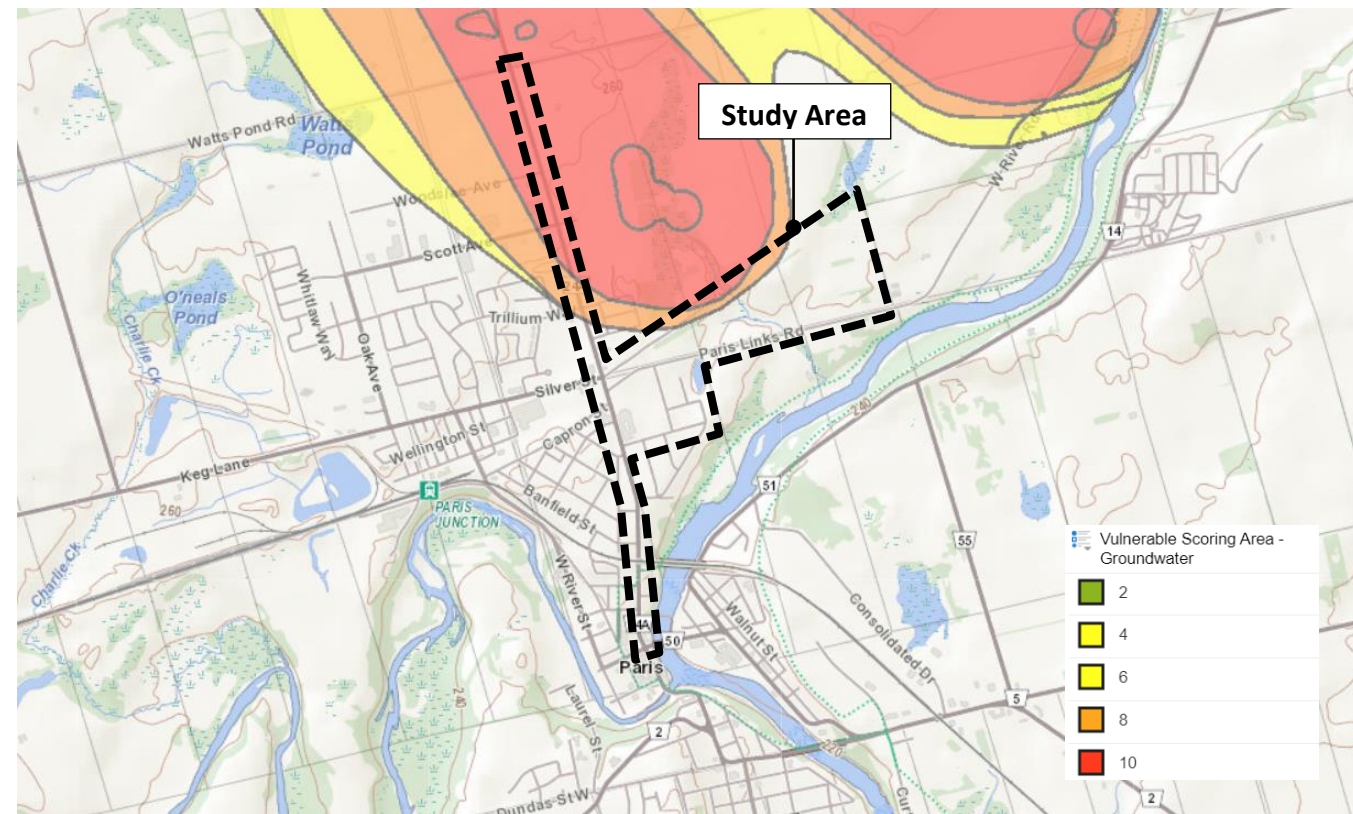 260
Study Area
Watts Pond Rd
Watts
Pond
W-River Rd
Woodslee Ave
Scott Ave
14
24
O'neals
Pond
Trillium W
Whitlaw Way
Charlie Ck
Oak Ave
Paris Links Rd
Silver St
240
Capron St
Wellington St
Keg Lane
51
PARIS
JUNCTION
Banfield St
260
55
Vulnerable Scoring Area -
Groundwater
2
4
6
8
10
Charlie Ck
W-River St
4A
50
Walnut St
Consolidated Dr
Paris
5
240
Laurel St
2
220
Dundas St W
Cur
2